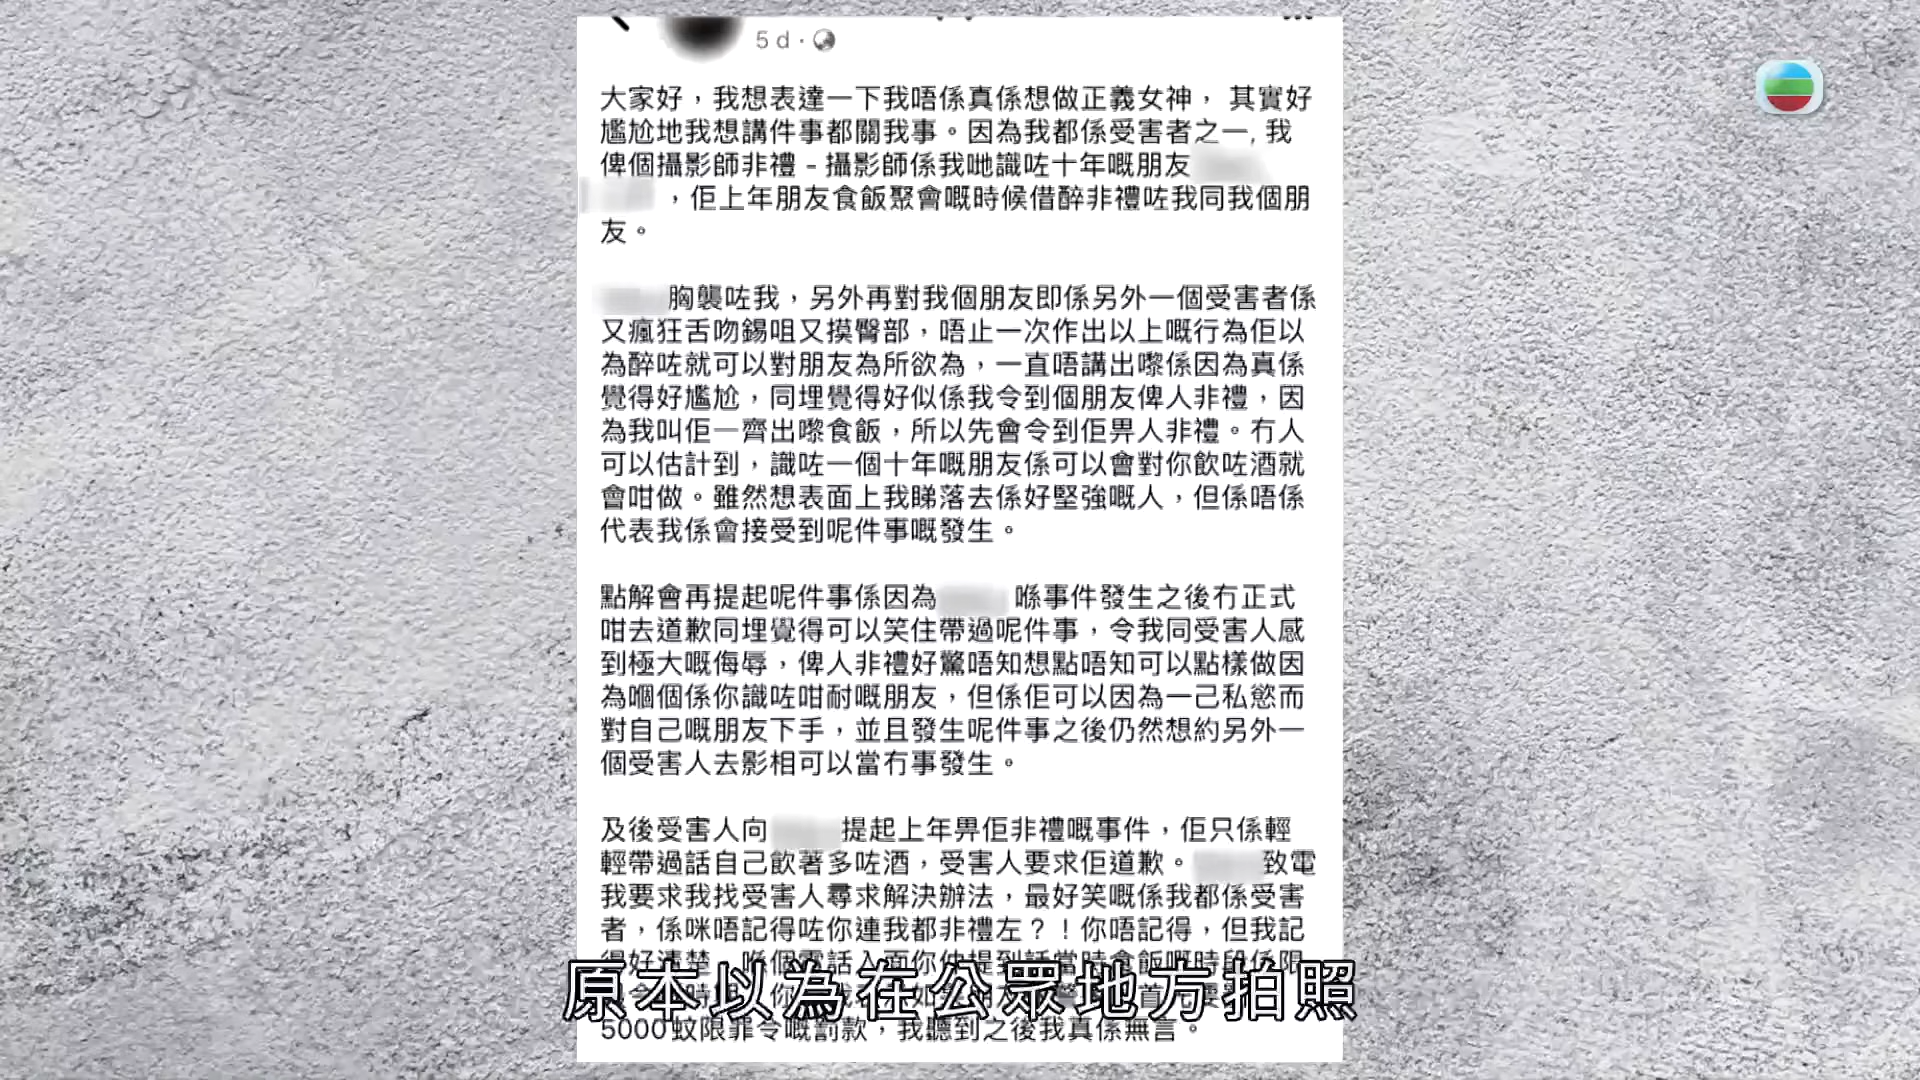 5 d ·
大家好，我想表達一下我唔係真係想做正義女神， 其實好
尷尬地我想講件事都關我事。因為我都係受害者之一, 我
俾個攝影師非禮 - 攝影師係我哋識咗十年嘅朋友
，佢上年朋友食飯聚會嘅時候借醉非禮咗我同我個朋
友。
胸襲咗我，另外再對我個朋友即係另外一個受害者係
又瘋狂舌吻錫咀又摸臀部，唔止一次作出以上嘅行為佢以
為醉咗就可以對朋友為所欲為，一直唔講出嚟係因為真係
覺得好尷尬，同埋覺得好似係我令到個朋友俾人非禮，因
為我叫佢一齊出嚟食飯，所以先會令到佢畀人非禮。冇人
可以估計到，識咗一個十年嘅朋友係可以會對你飲咗酒就
會咁做。雖然想表面上我睇落去係好堅強嘅人，但係唔係
代表我係會接受到呢件事嘅發生。
點解會再提起呢件事係因為 喺事件發生之後冇正式
咁去道歉同埋覺得可以笑住帶過呢件事，令我同受害人感
到極大嘅侮辱，俾人非禮好驚唔知想點唔知可以點樣做因
為嗰個係你識咗咁耐嘅朋友，但係佢可以因為一己私慾而
對自己嘅朋友下手，並且發生呢件事之後仍然想約另外一
個受害人去影相可以當冇事發生。
及後受害人向 提起上年畀佢非禮嘅事件，佢只係輕
輕帶過話自己飲著多咗酒，受害人要求佢道歉。 致電
我要求我找受害人尋求解決辦法，最好笑嘅係我都係受害
者，係咪唔記得咗你連我都非禮左？！你唔記得，但我記
得好清楚，喺個電話入面你仲提到話當時食飯嘅時段係限
5000蚊限罪令嘅罰款，我聽到之後我真係無言。
原本以為在公眾地方拍照